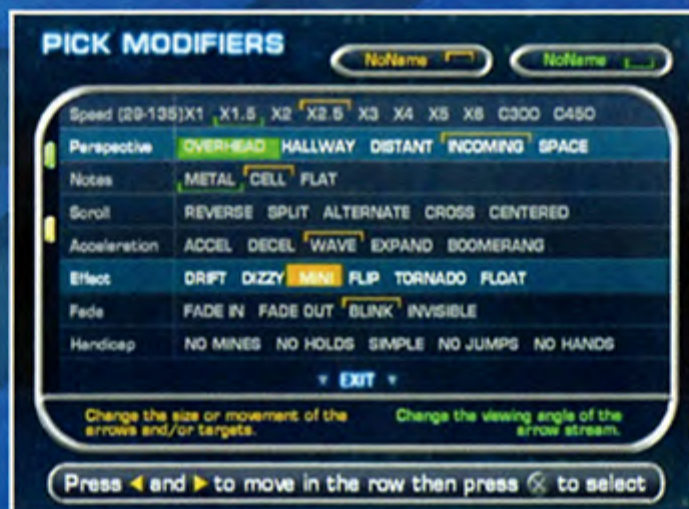 PICK MODIFIERS
NoName NoName
Speed (29-135)X1 X1.5 X2 X2.5 X3 X4 X5 X6 C300 C450
Perspective OVERHEAD HALLWAY DISTANT INCOMING SPACE
Notes METAL CELL FLAT
Scroll REVERSE SPLIT ALTERNATE CROSS CENTERED
Acceleration ACCEL DECEL WAVE EXPAND BOOMERANG
Effect DRIFT DIZZY MINI FLIP TORNADO FLOAT
Fade FADE IN FADE OUT BLINK INVISIBLE
Handicap NO MINES NO HOLDS SIMPLE NO JUMPS NO HANDS
▼ EXIT ▼
Change the size or movement of the
arrows and/or targets.
Change the viewing angle of the
arrow stream.
Press ◀ and ▶ to move in the row then press Ⓧ to select